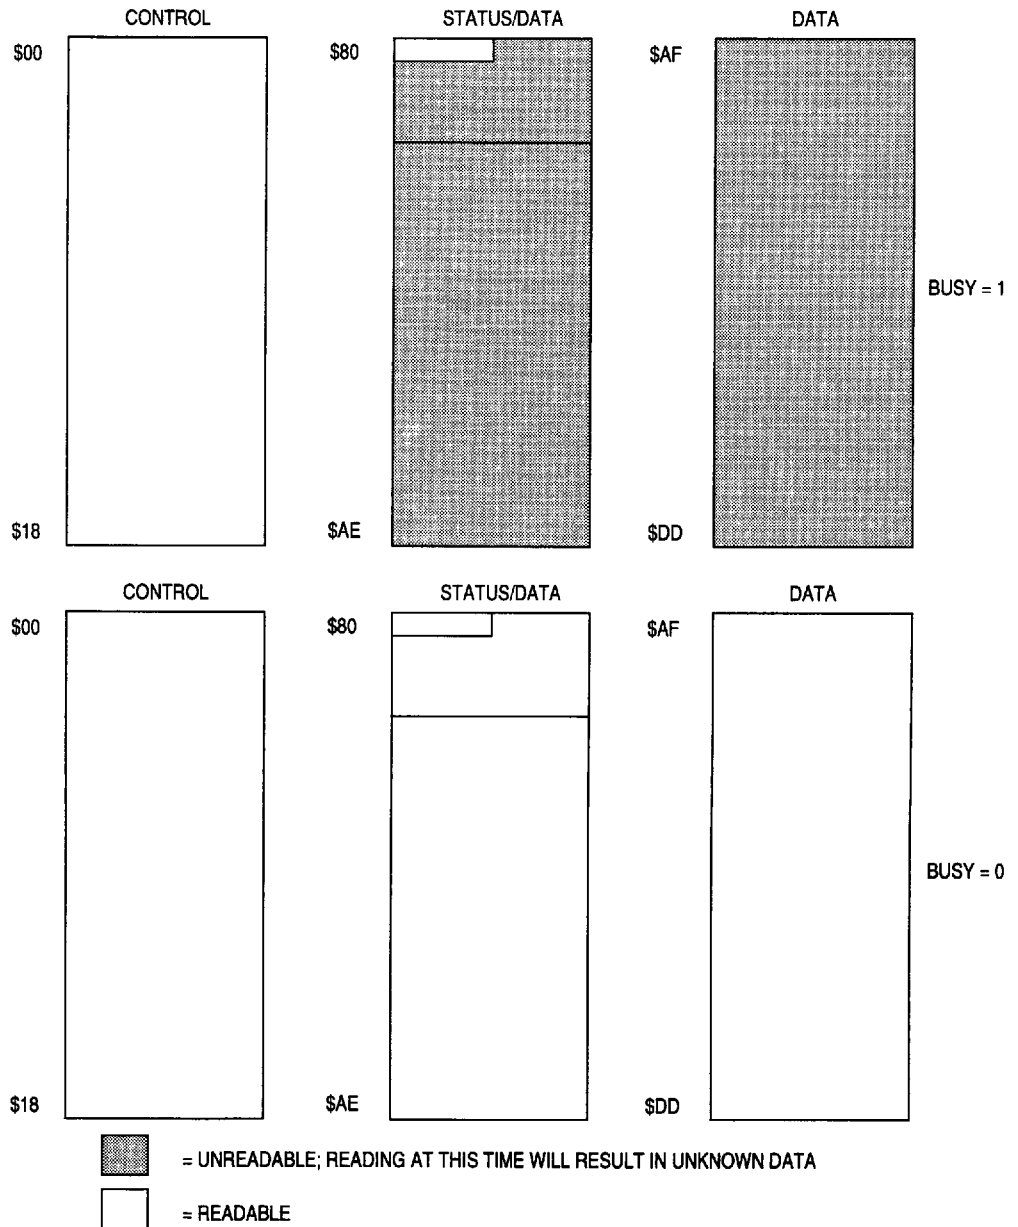 CONTROL STATUS/DATA DATA
$00 $80 $AF
BUSY = 1
$18 $AE $DD
CONTROL STATUS/DATA DATA
$00 $80 $AF
BUSY = 0
$18 $AE $DD
= UNREADABLE; READING AT THIS TIME WILL RESULT IN UNKNOWN DATA
= READABLE